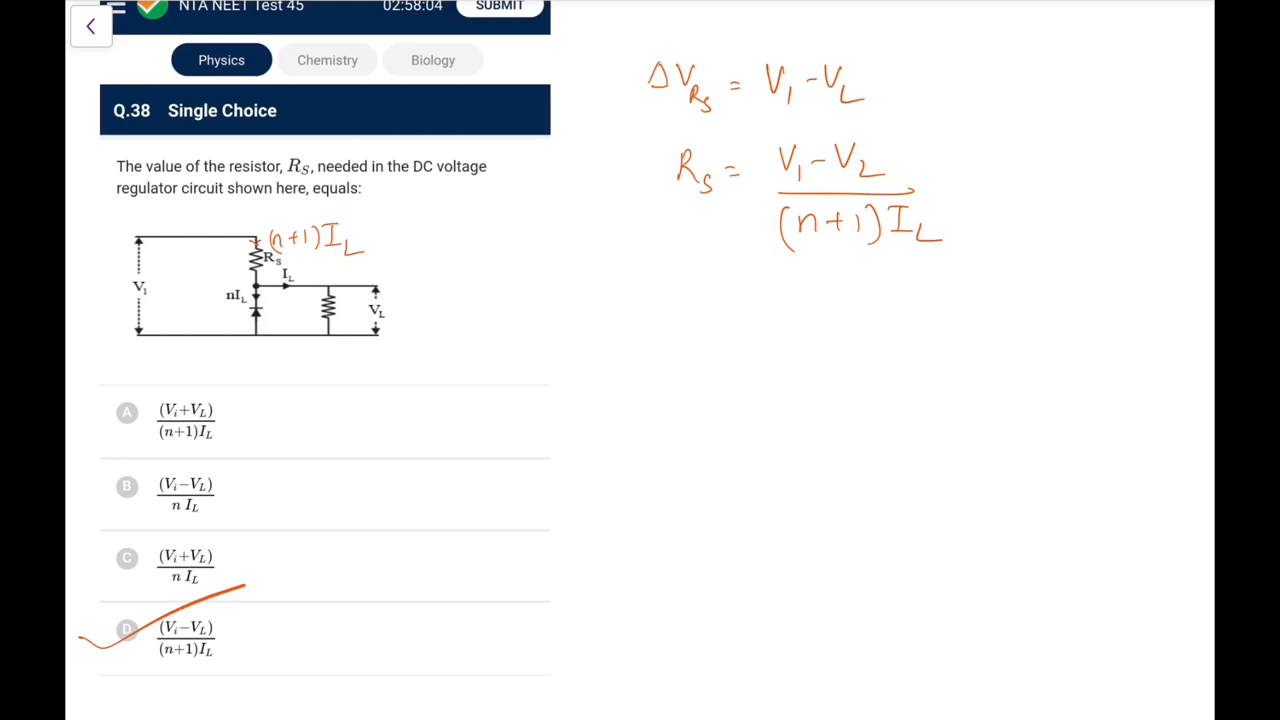 NTA NEET Test 45 02:58:04 SUBMIT
Physics Chemistry Biology
Q.38 Single Choice
The value of the resistor, R_S, needed in the DC voltage
regulator circuit shown here, equals:
(n+1)I_L
R_s
I_L
V_i
nI_L
V_L
A (V_i+V_L)/(n+1)I_L
B (V_i−V_L)/n I_L
C (V_i+V_L)/n I_L
D (V_i−V_L)/(n+1)I_L
ΔV_{R_S} = V_1 − V_L
R_S = V_1 − V_2/(n+1)I_L